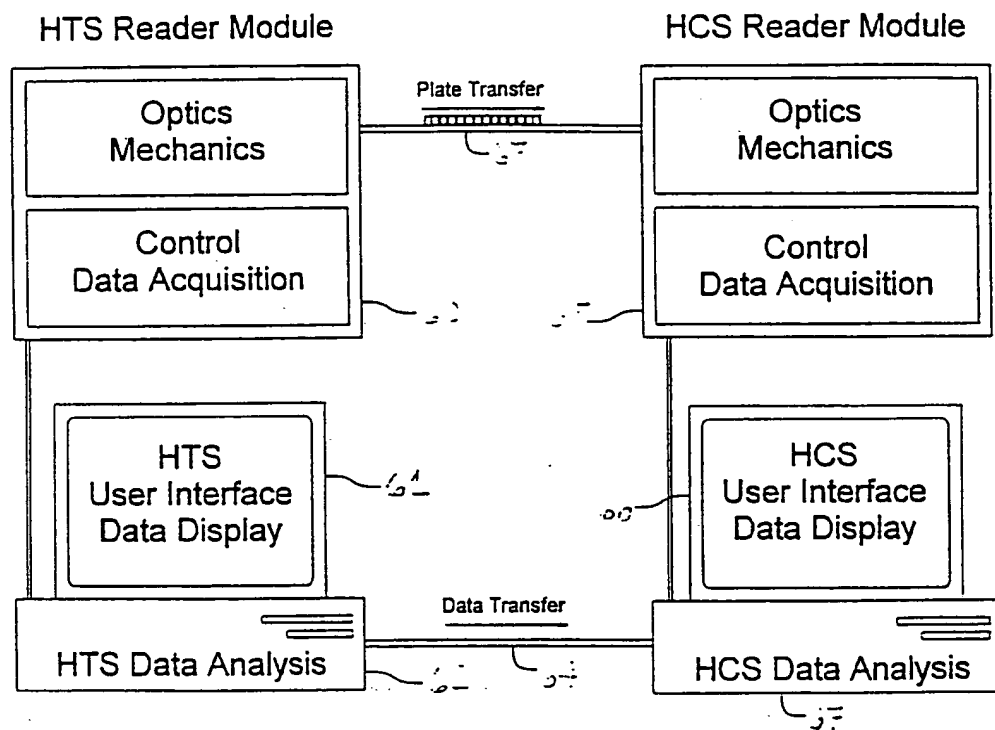 HTS Reader Module
HCS Reader Module
Optics
Mechanics
Control
Data Acquisition
Plate Transfer
Optics
Mechanics
Control
Data Acquisition
HTS
User Interface
Data Display
HCS
User Interface
Data Display
HTS Data Analysis
Data Transfer
HCS Data Analysis